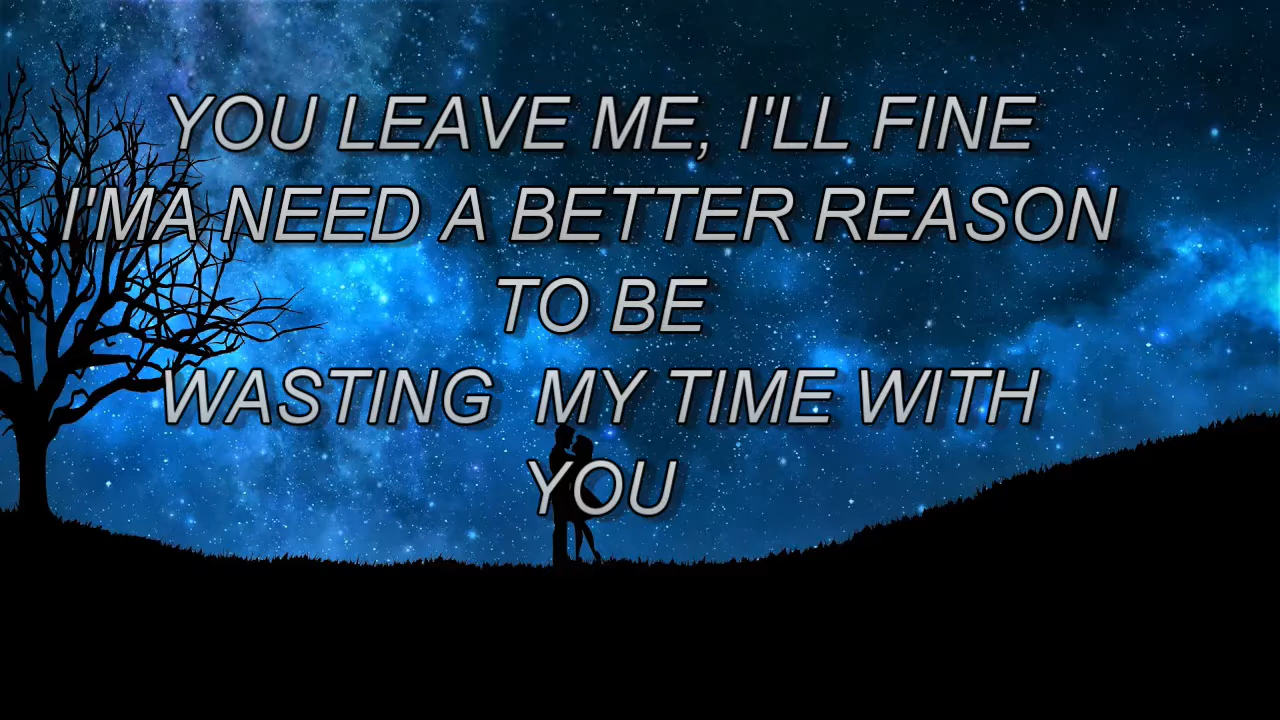 YOU LEAVE ME, I'LL FINE
I'MA NEED A BETTER REASON
TO BE
WASTING  MY TIME WITH
YOU